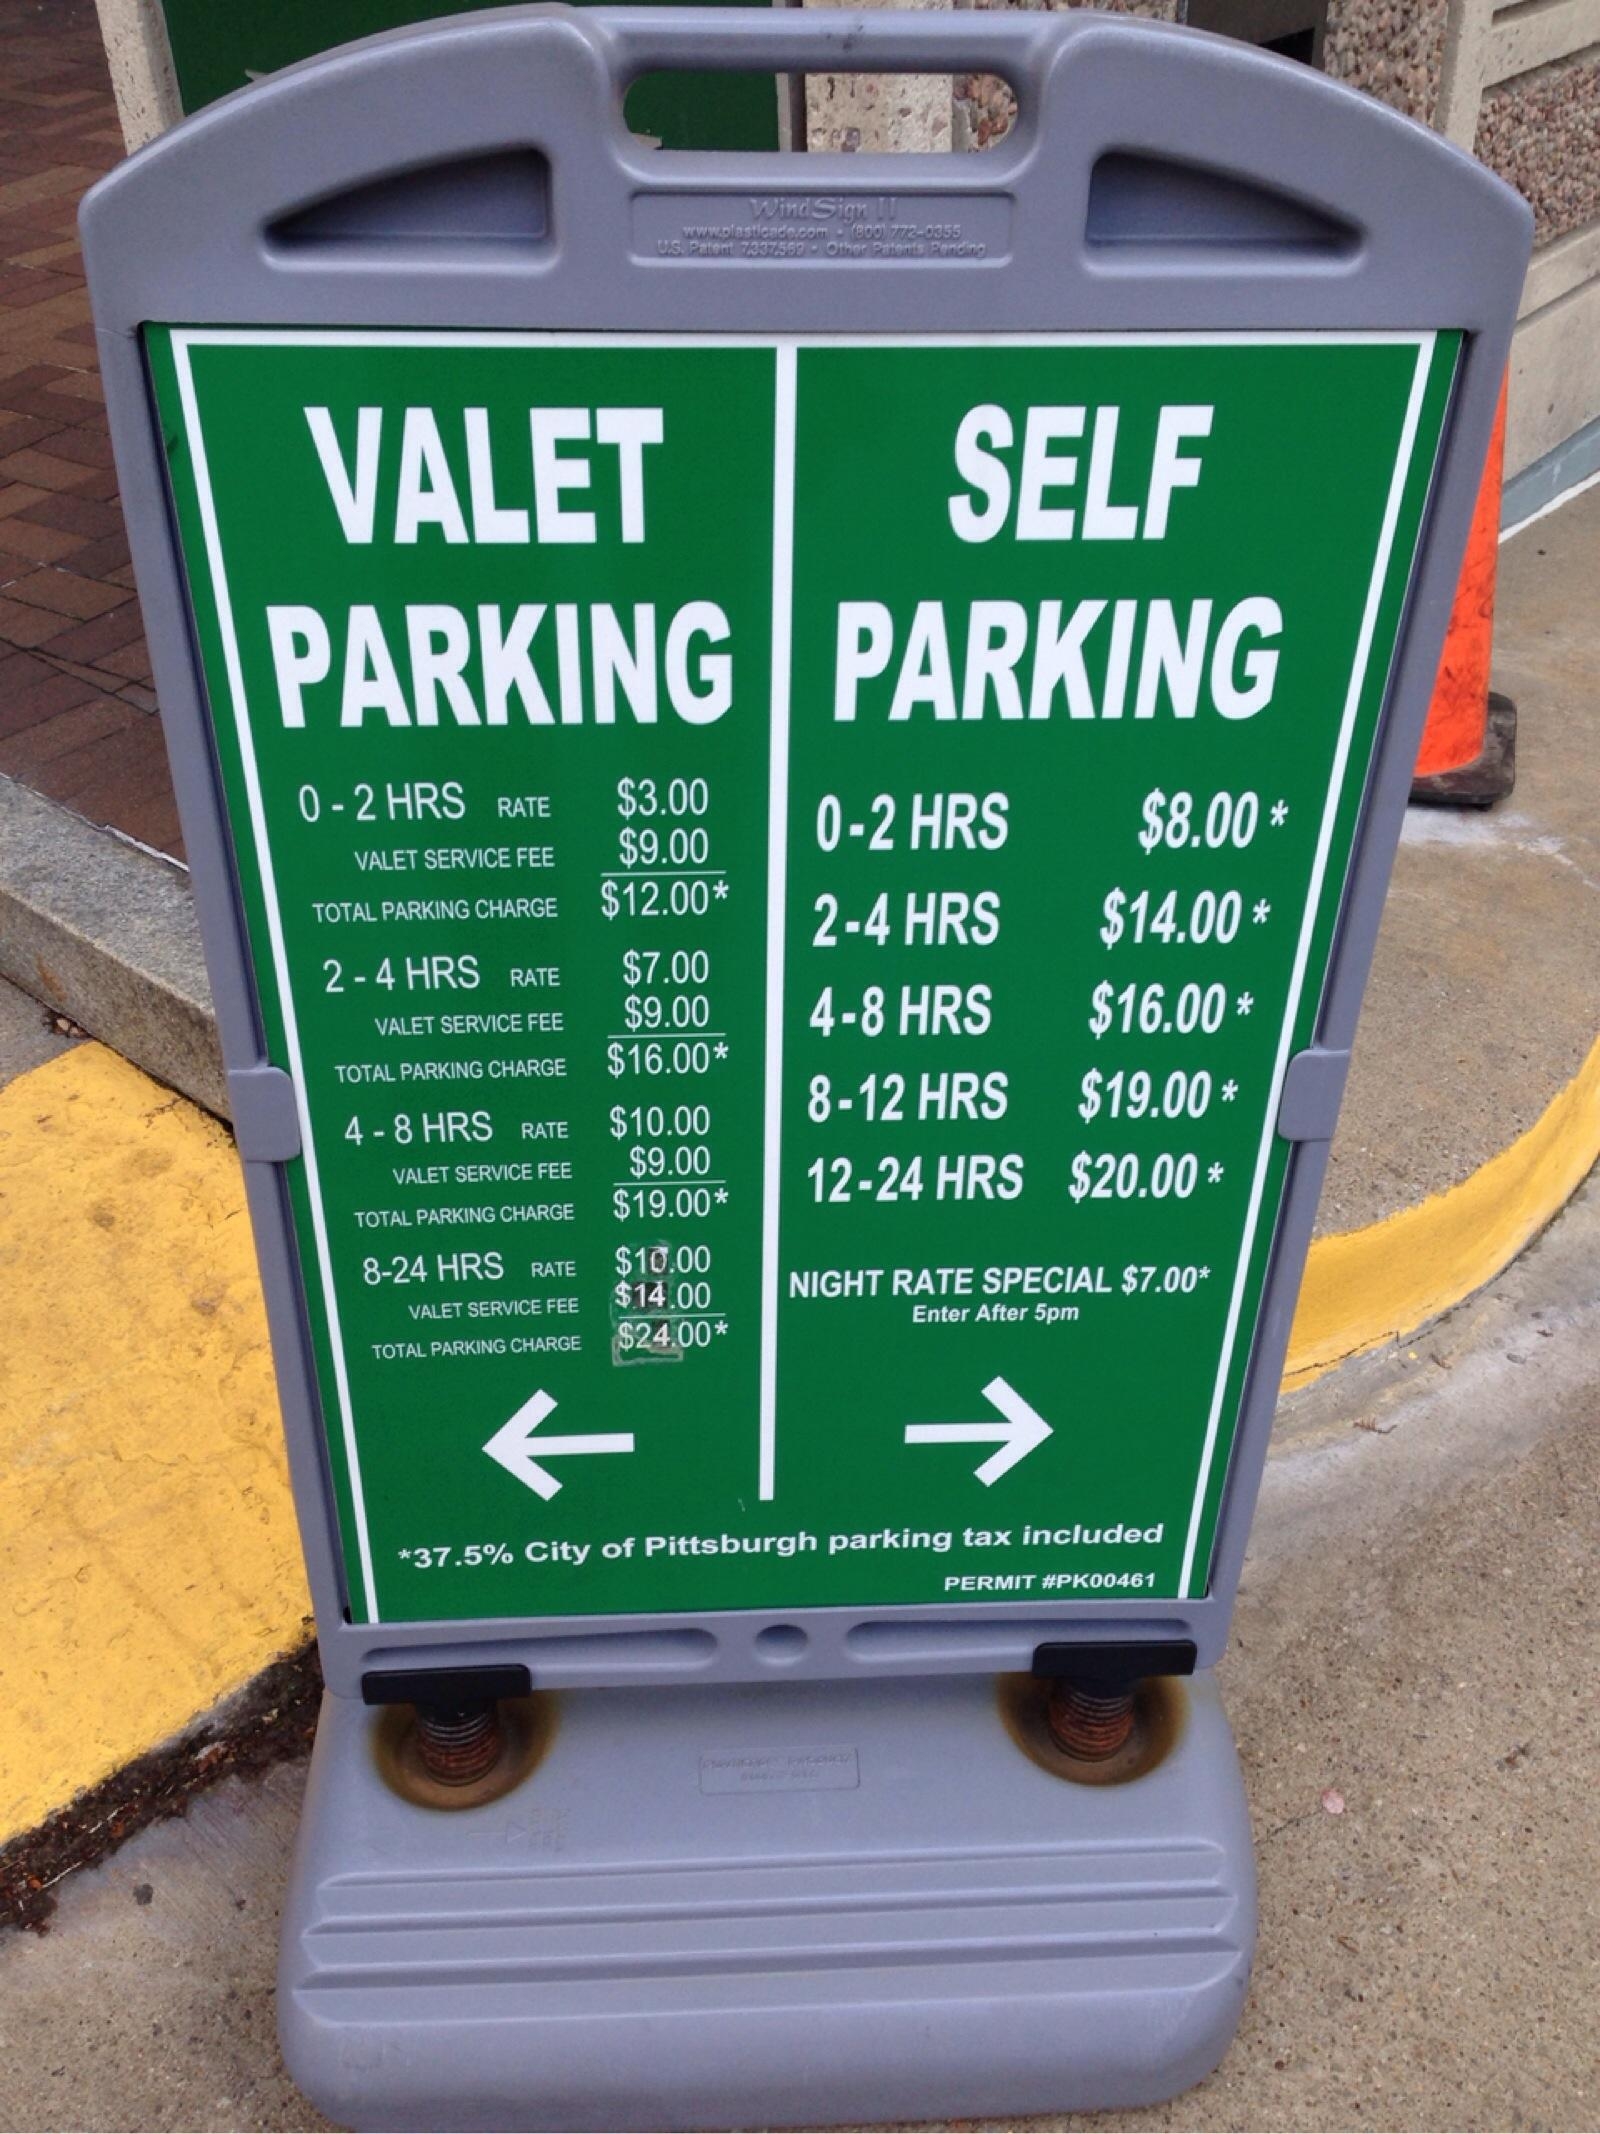 WindSign II
www.plasticade.com • (800) 772-0355
U.S. Patent 7,337,569 • Other Patents Pending
VALET
PARKING
0 - 2 HRS RATE $3.00
VALET SERVICE FEE $9.00
TOTAL PARKING CHARGE $12.00*
2 - 4 HRS RATE $7.00
VALET SERVICE FEE $9.00
TOTAL PARKING CHARGE $16.00*
4 - 8 HRS RATE $10.00
VALET SERVICE FEE $9.00
TOTAL PARKING CHARGE $19.00*
8-24 HRS RATE $10.00
VALET SERVICE FEE $14.00
TOTAL PARKING CHARGE $24.00*
SELF
PARKING
0-2 HRS $8.00*
2-4 HRS $14.00*
4-8 HRS $16.00*
8-12 HRS $19.00*
12-24 HRS $20.00*
NIGHT RATE SPECIAL $7.00*
Enter After 5pm
*37.5% City of Pittsburgh parking tax included
PERMIT #PK00461